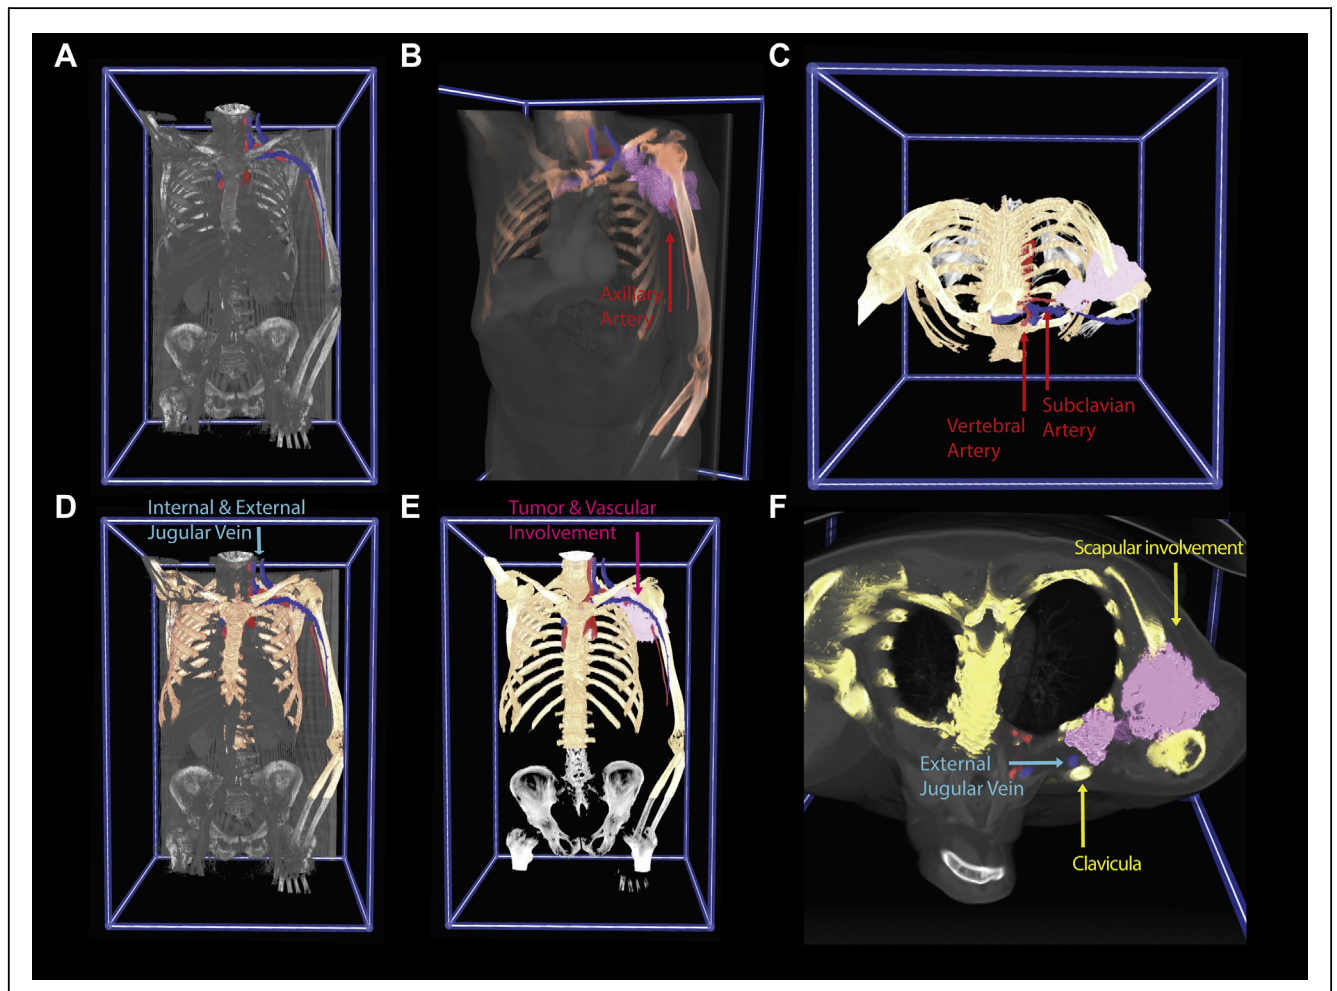 A
B
C
Axillary
Artery
Subclavian
Artery
Vertebral
Artery
D
Internal & External
Jugular Vein
E
Tumor & Vascular
Involvement
F
Scapular involvement
External
Jugular Vein
Clavicula